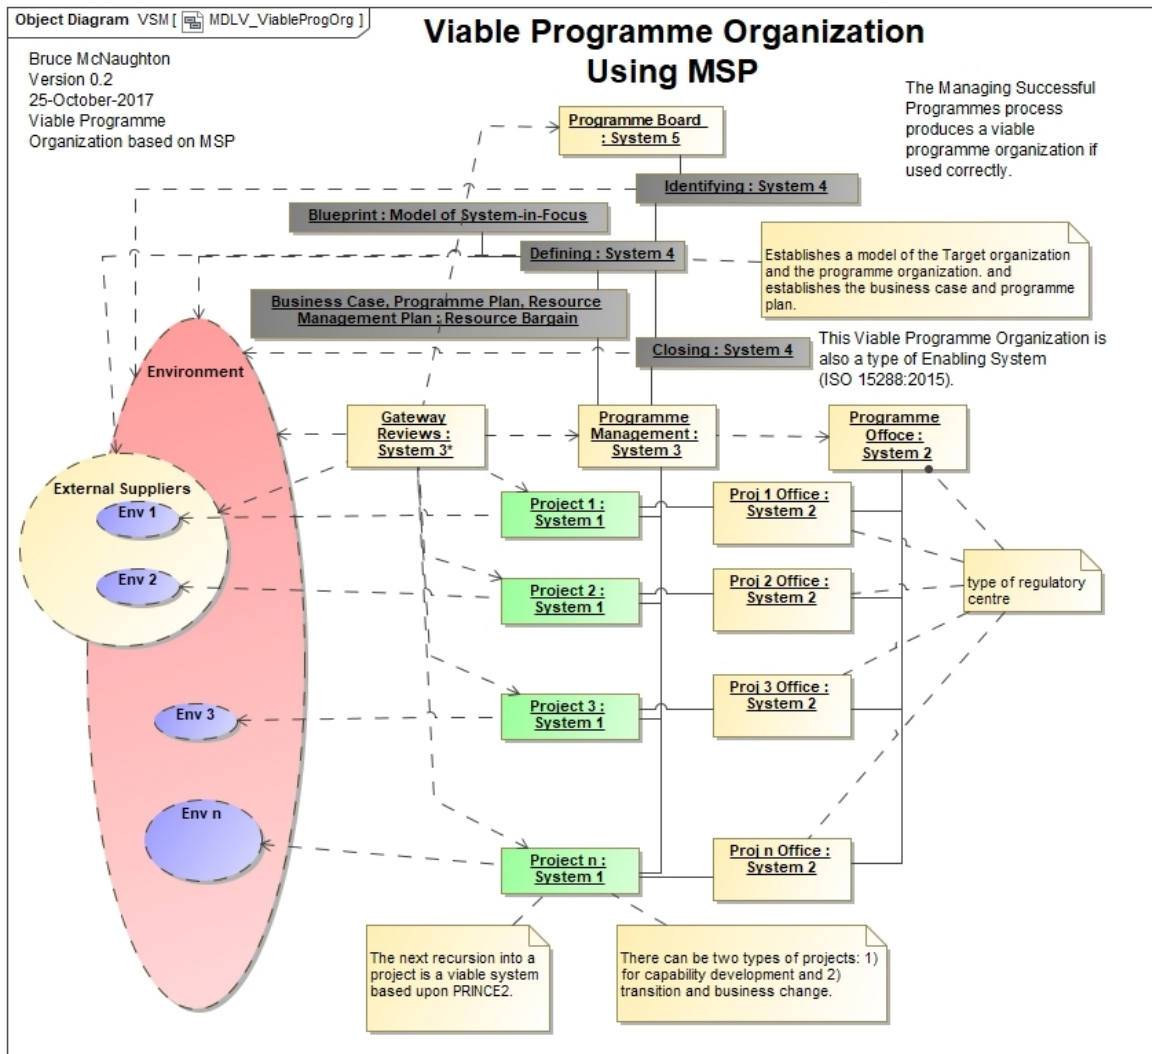 Object Diagram VSM [ MDLV_ViableProgOrg ]
Viable Programme Organization
Using MSP
Bruce McNaughton
Version 0.2
25-October-2017
Viable Programme
Organization based on MSP
The Managing Successful
Programmes process
produces a viable
programme organization if
used correctly.
Programme Board
: System 5
Identifying : System 4
Blueprint : Model of System-in-Focus
Defining : System 4
Establishes a model of the Target organization
and the programme organization. and
establishes the business case and programme
plan.
Business Case, Programme Plan, Resource
Management Plan : Resource Bargain
This Viable Programme Organization is
also a type of Enabling System
(ISO 15288:2015).
Closing : System 4
Environment
Gateway
Reviews :
System 3*
Programme
Management :
System 3
Programme
Offoce :
System 2
External Suppliers
Env 1
Project 1 :
System 1
Proj 1 Office :
System 2
Env 2
Project 2 :
System 1
Proj 2 Office :
System 2
type of regulatory
centre
Env 3
Project 3 :
System 1
Proj 3 Office :
System 2
Env n
Project n :
System 1
Proj n Office :
System 2
The next recursion into a
project is a viable system
based upon PRINCE2.
There can be two types of projects: 1)
for capability development and 2)
transition and business change.